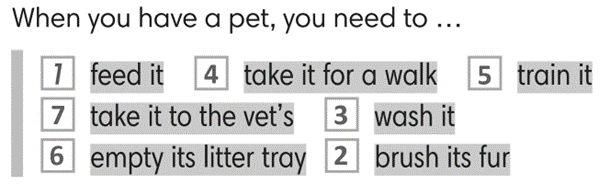 When you have a pet, you need to …
1 feed it 4 take it for a walk 5 train it
7 take it to the vet's 3 wash it
6 empty its litter tray 2 brush its fur